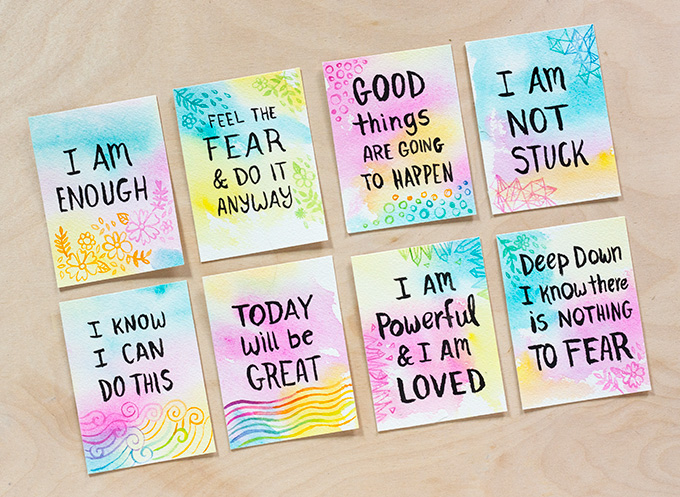 I AM
ENOUGH
FEEL THE
FEAR
& DO IT
ANYWAY
GOOD
things
ARE GOING
TO HAPPEN
I AM
NOT
STUCK
I KNOW
I CAN
DO THIS
TODAY
will be
GREAT
I AM
Powerful
& I AM
LOVED
Deep Down
I know there
is NOTHING
TO FEAR